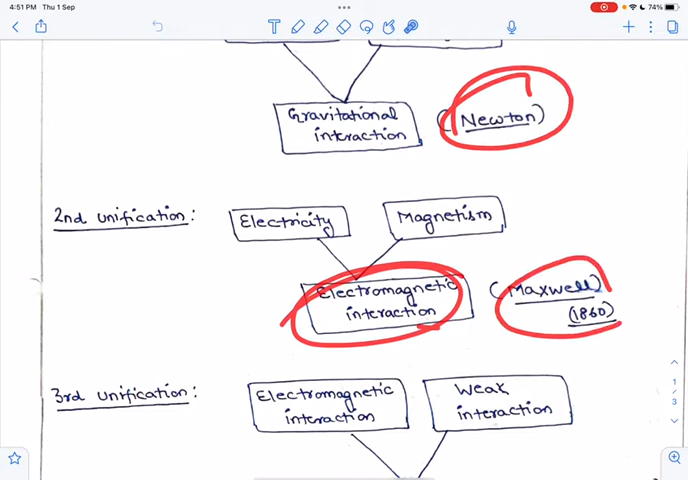 4:51 PM Thu 1 Sep
74%
Gravitational
interaction
(Newton)
2nd unification:
Electricity
Magnetism
Electromagnetic
interaction
(Maxwell)
(1860)
3rd unification:
Electromagnetic
interaction
Weak
interaction
1
/
3